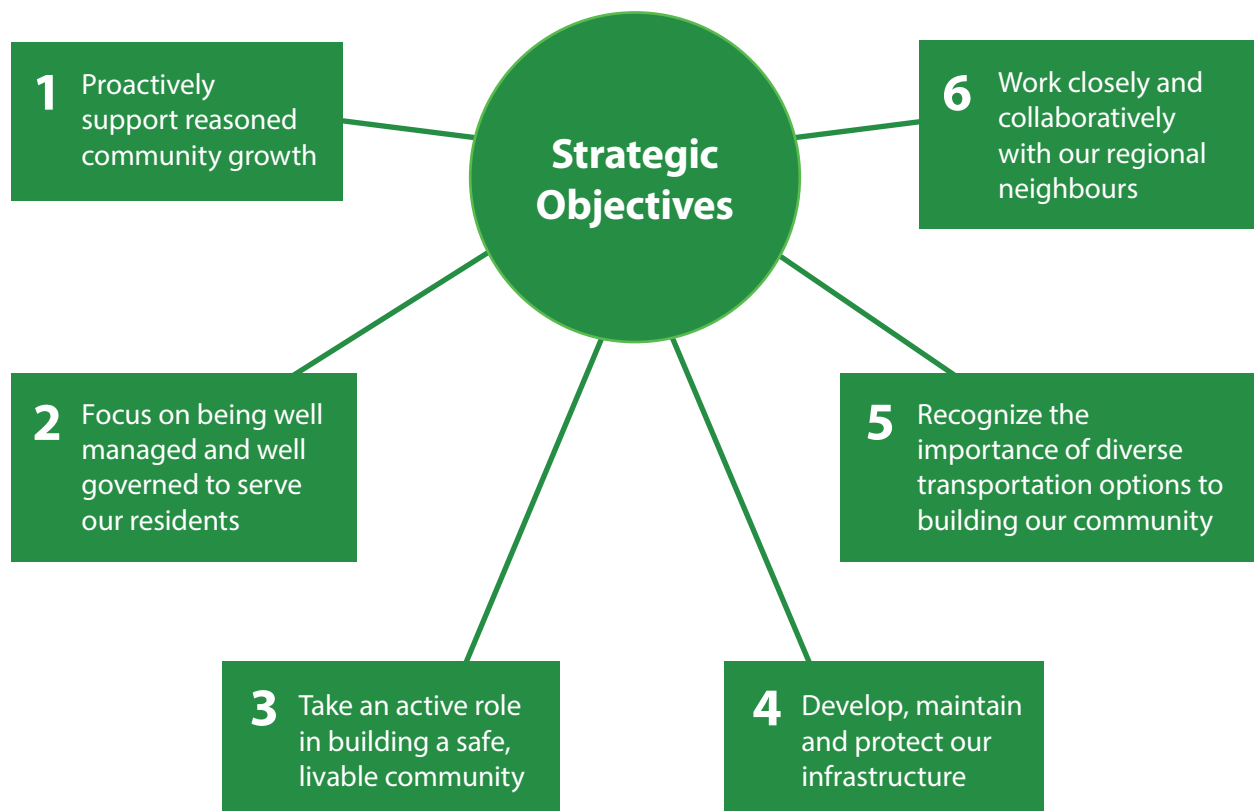 Strategic
Objectives
1 Proactively
support reasoned
community growth
2 Focus on being well
managed and well
governed to serve
our residents
3 Take an active role
in building a safe,
livable community
4 Develop, maintain
and protect our
infrastructure
5 Recognize the
importance of diverse
transportation options to
building our community
6 Work closely and
collaboratively
with our regional
neighbours